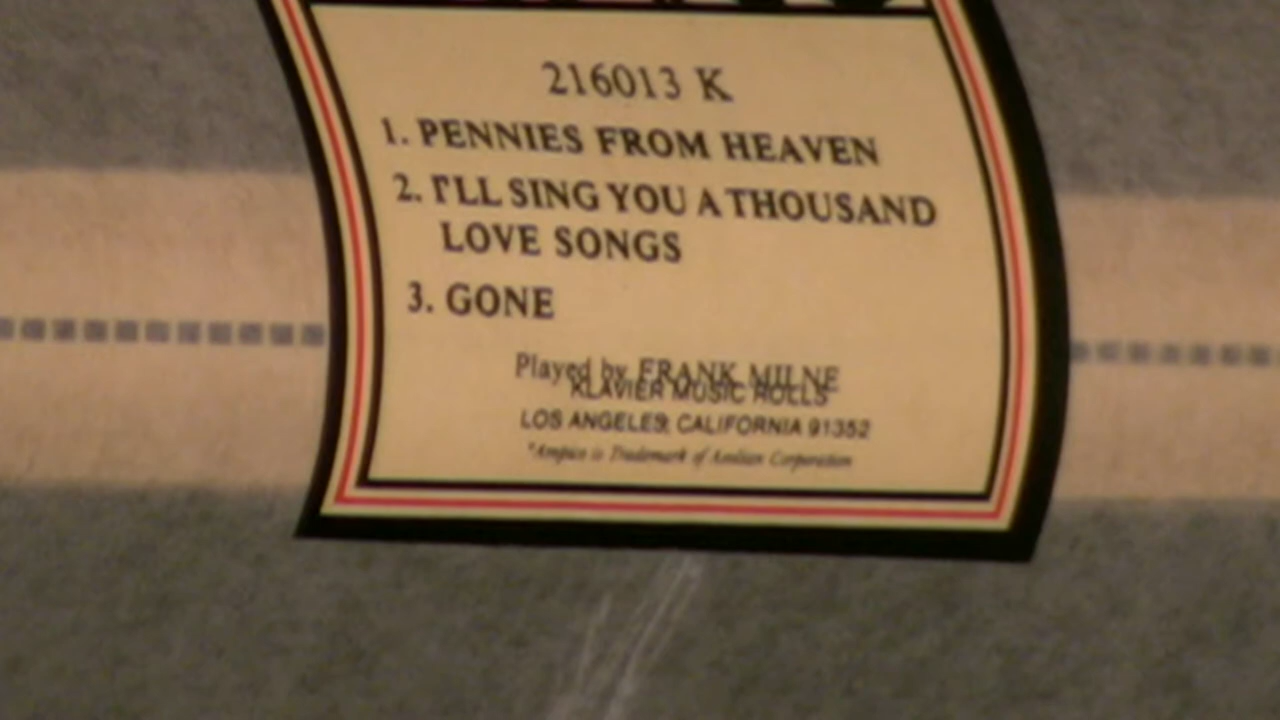 216013 K
1. PENNIES FROM HEAVEN
2. I'LL SING YOU A THOUSAND
LOVE SONGS
3. GONE
Played by FRANK MILNE
KLAVIER MUSIC ROLLS
LOS ANGELES, CALIFORNIA 91352
*Ampico is Trademark of Aeolian Corporation